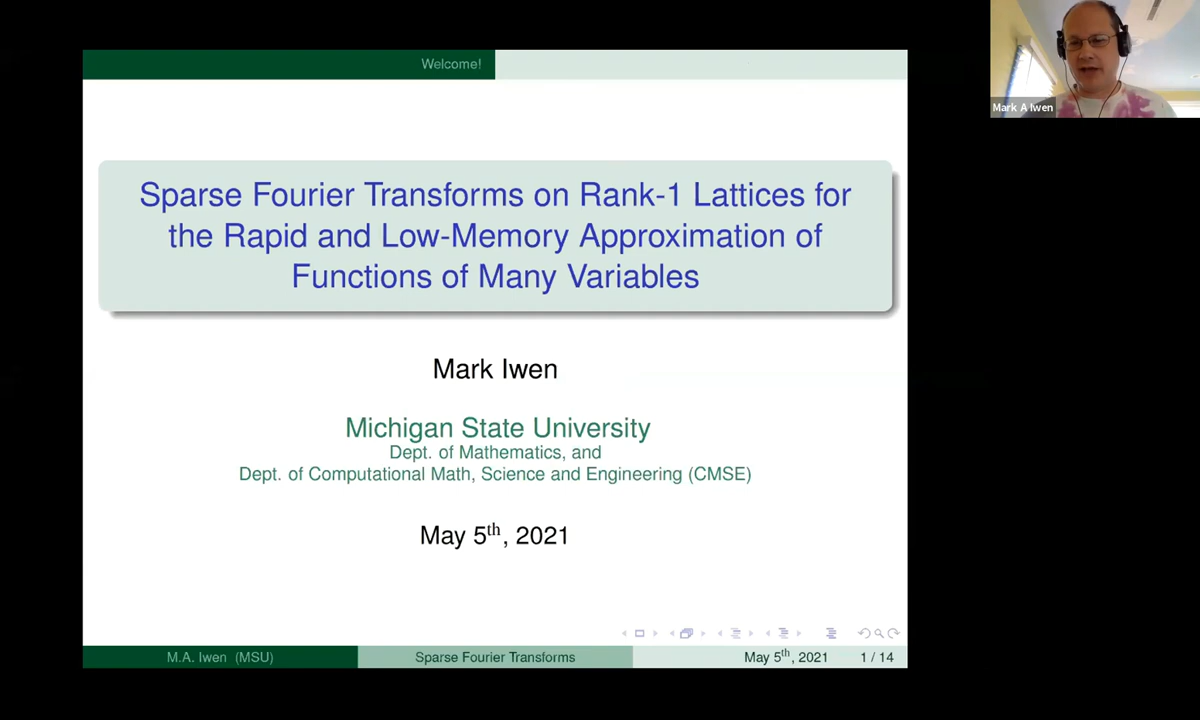 Welcome!
Mark A Iwen
Sparse Fourier Transforms on Rank-1 Lattices for
the Rapid and Low-Memory Approximation of
Functions of Many Variables
Mark Iwen
Michigan State University
Dept. of Mathematics, and
Dept. of Computational Math, Science and Engineering (CMSE)
May 5th, 2021
M.A. Iwen (MSU) Sparse Fourier Transforms May 5th, 2021 1 / 14